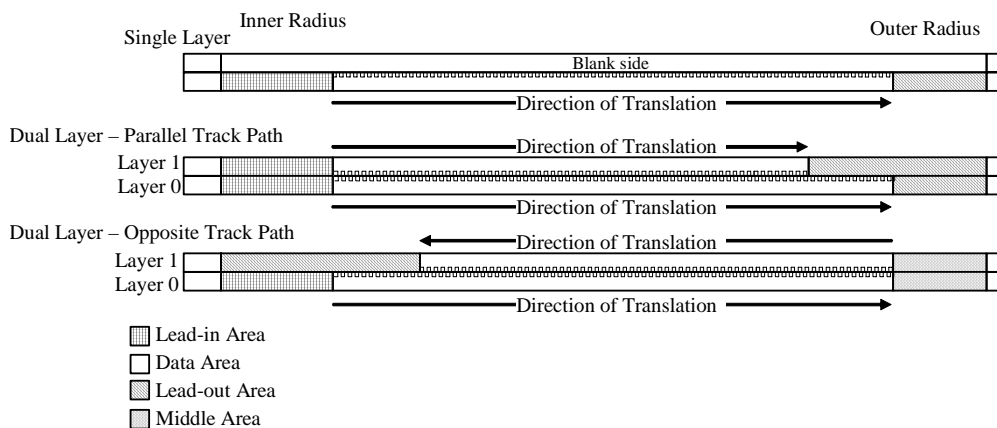 Inner Radius
Outer Radius
Single Layer
Blank side
Direction of Translation
Dual Layer – Parallel Track Path
Direction of Translation
Layer 1
Layer 0
Direction of Translation
Dual Layer – Opposite Track Path
Direction of Translation
Layer 1
Layer 0
Direction of Translation
Lead-in Area
Data Area
Lead-out Area
Middle Area